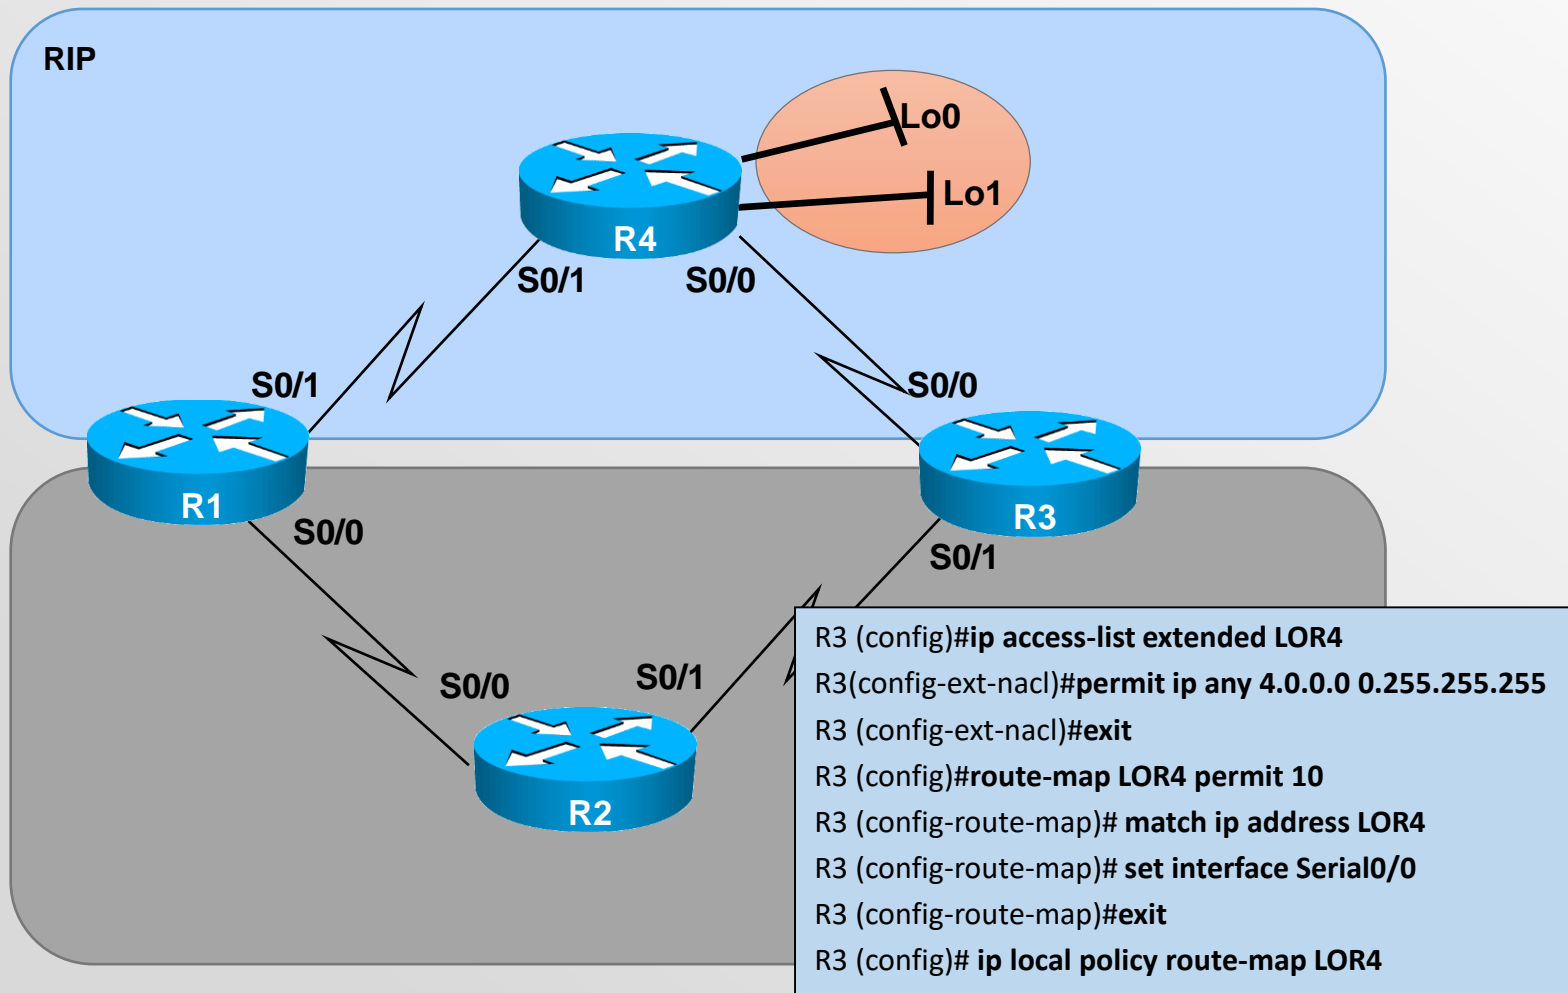 RIP
Lo0
Lo1
R4
S0/1
S0/0
S0/1
S0/0
R1
R3
S0/0
S0/1
S0/0
S0/1
R2
R3 (config)#ip access-list extended LOR4
R3(config-ext-nacl)#permit ip any 4.0.0.0 0.255.255.255
R3 (config-ext-nacl)#exit
R3 (config)#route-map LOR4 permit 10
R3 (config-route-map)# match ip address LOR4
R3 (config-route-map)# set interface Serial0/0
R3 (config-route-map)#exit
R3 (config)# ip local policy route-map LOR4